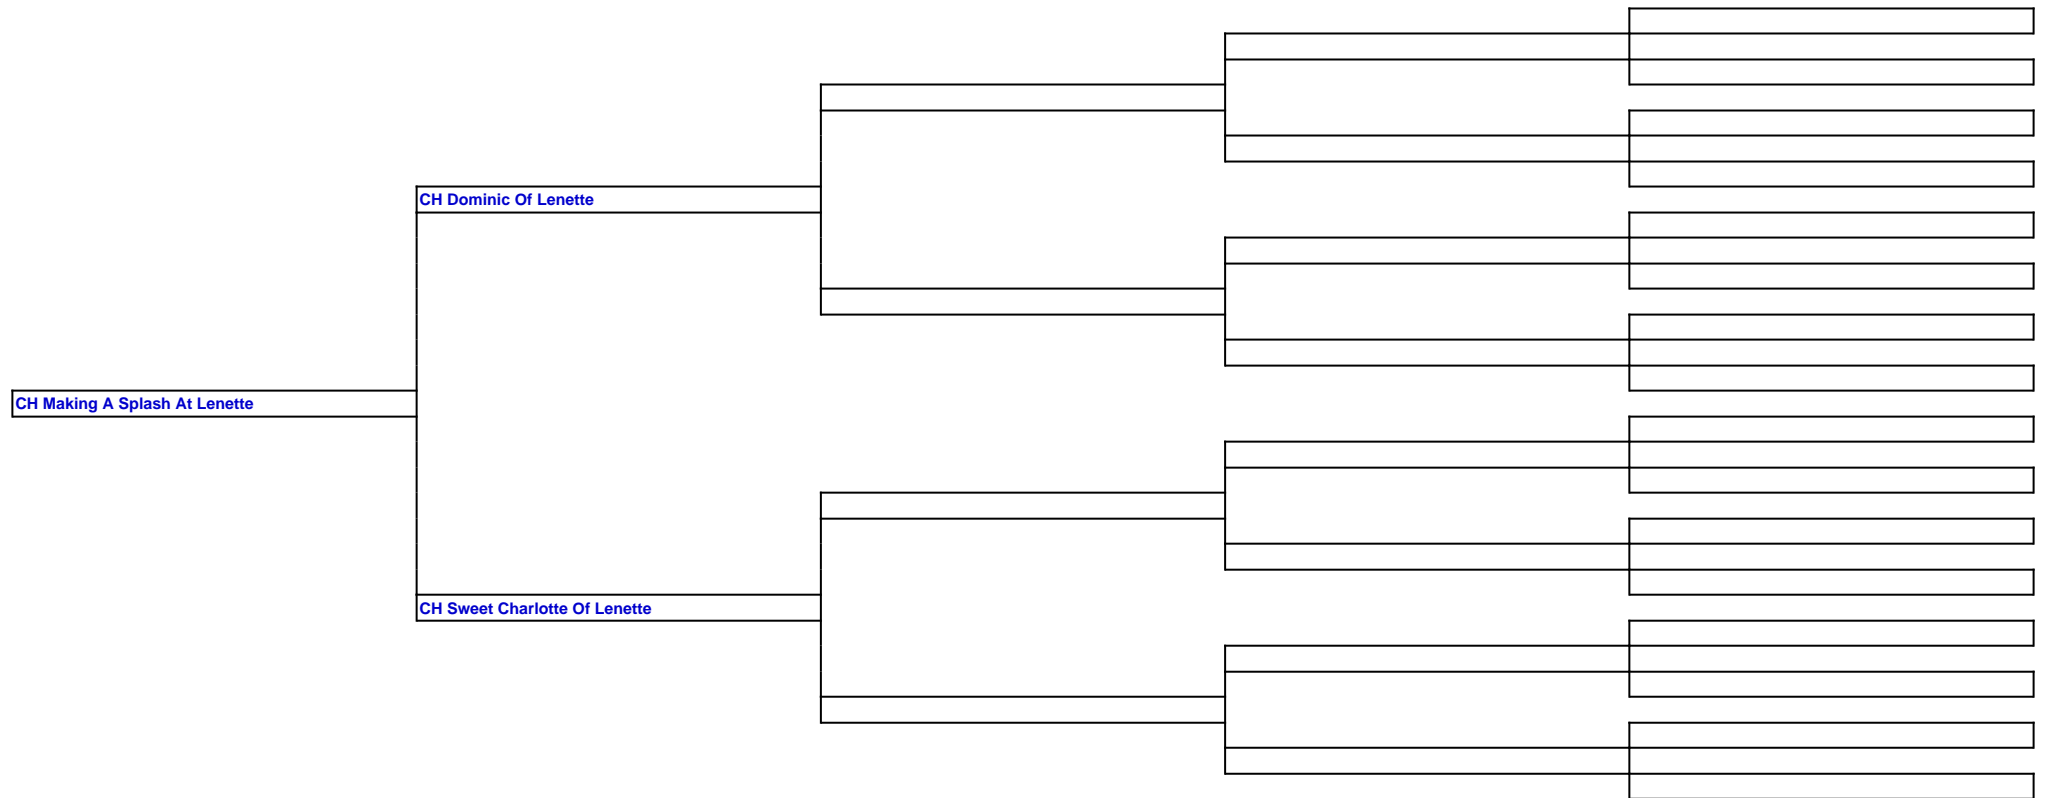 CH Dominic Of Lenette
CH Making A Splash At Lenette
CH Sweet Charlotte Of Lenette